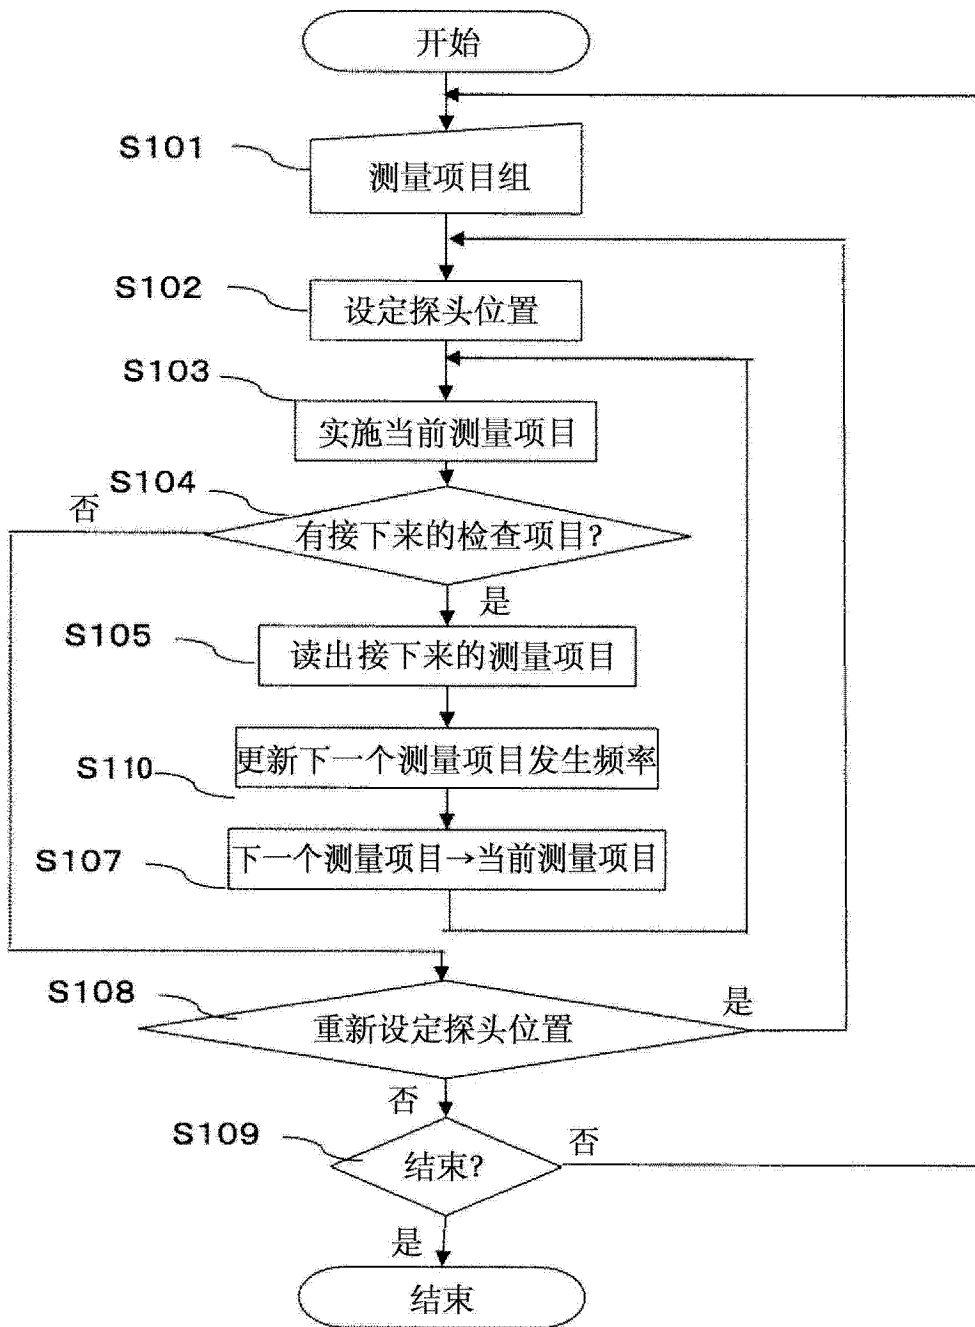 开始
S101
测量项目组
S102
设定探头位置
S103
实施当前测量项目
S104
否
有接下来的检查项目?
是
S105
读出接下来的测量项目
更新下一个测量项目发生频率
S110
下一个测量项目→当前测量项目
S107
S108
是
重新设定探头位置
否
S109
否
结束?
是
结束